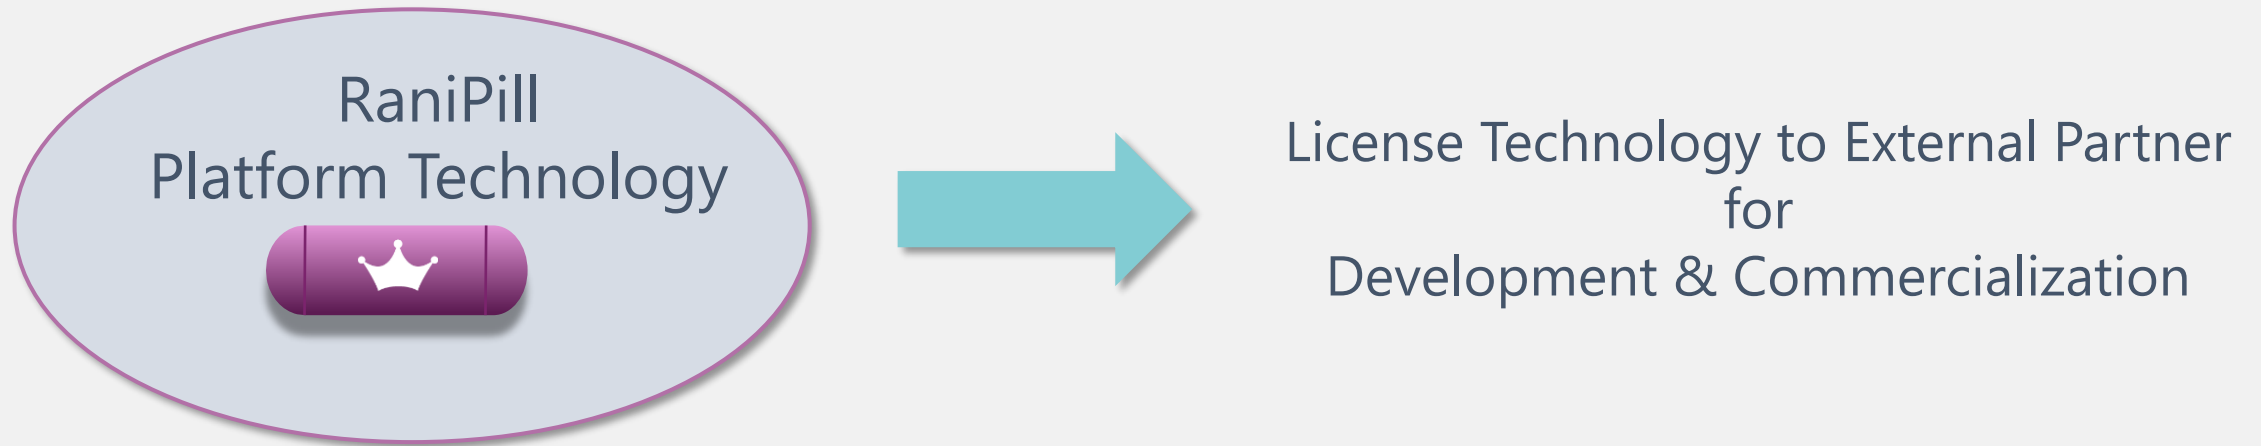 RaniPill
Platform Technology
License Technology to External Partner
for
Development & Commercialization